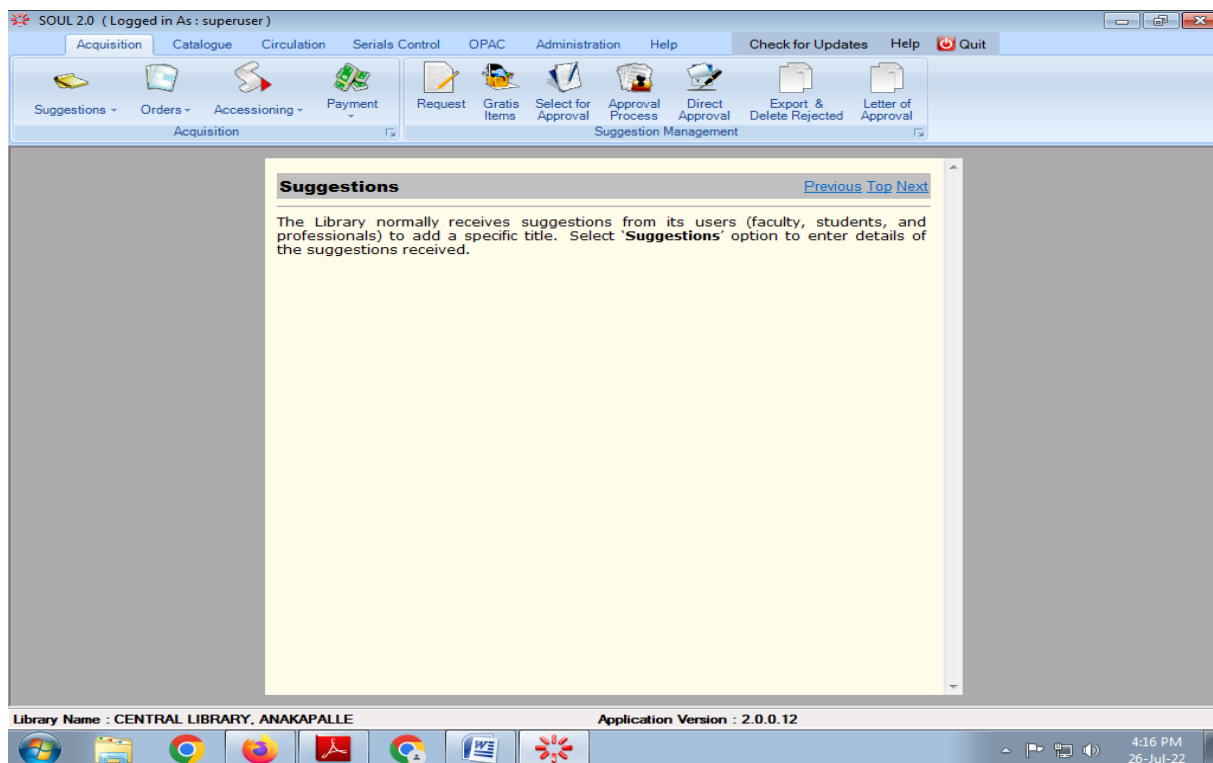 SOUL 2.0 ( Logged in As : superuser )
Acquisition Catalogue Circulation Serials Control OPAC Administration Help Check for Updates Help Quit
Suggestions Orders Accessioning Payment Request Gratis Items Select for Approval Approval Process Direct Approval Export & Delete Rejected Letter of Approval
Acquisition Suggestion Management
Suggestions Previous Top Next
The Library normally receives suggestions from its users (faculty, students, and
professionals) to add a specific title. Select `Suggestions' option to enter details of
the suggestions received.
Library Name : CENTRAL LIBRARY, ANAKAPALLE Application Version : 2.0.0.12
4:16 PM
26-Jul-22